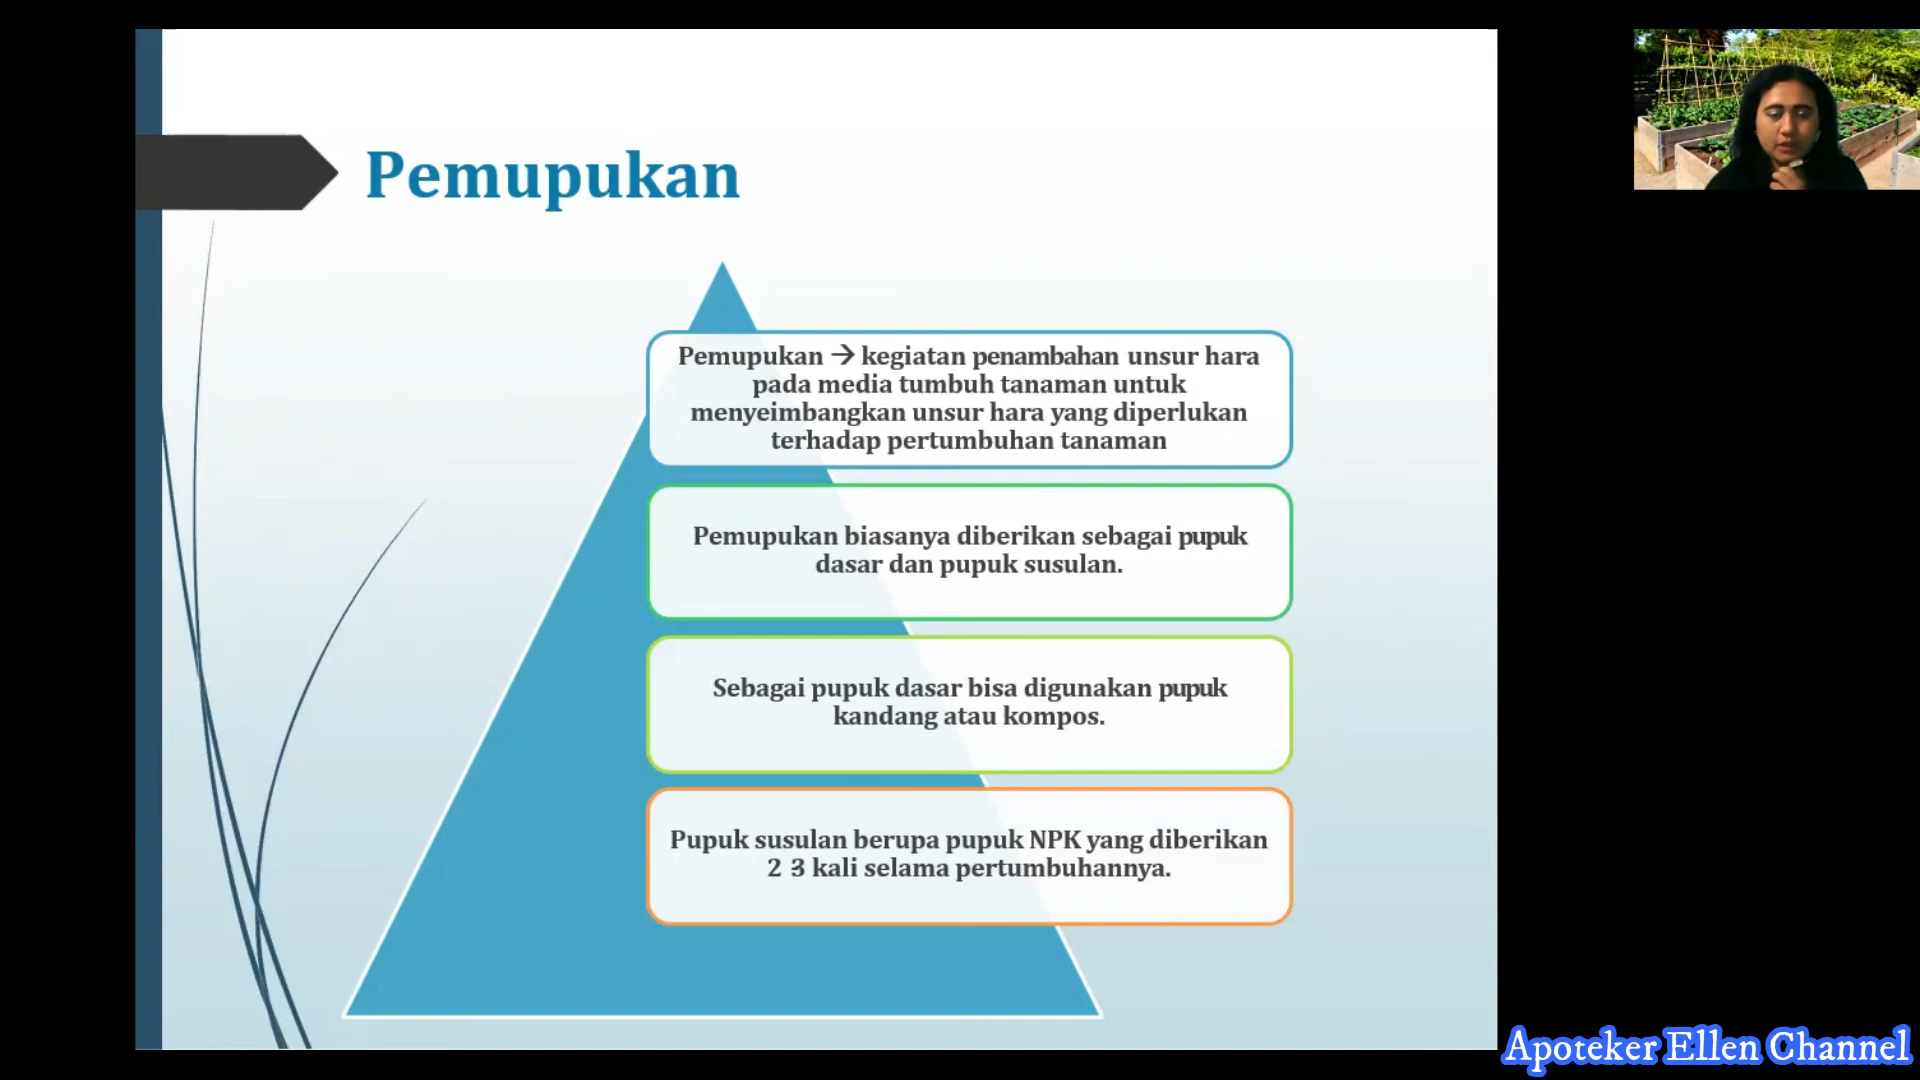 Pemupukan
Pemupukan → kegiatan penambahan unsur hara
pada media tumbuh tanaman untuk
menyeimbangkan unsur hara yang diperlukan
terhadap pertumbuhan tanaman
Pemupukan biasanya diberikan sebagai pupuk
dasar dan pupuk susulan.
Sebagai pupuk dasar bisa digunakan pupuk
kandang atau kompos.
Pupuk susulan berupa pupuk NPK yang diberikan
2 3 kali selama pertumbuhannya.
Apoteker Ellen Channel